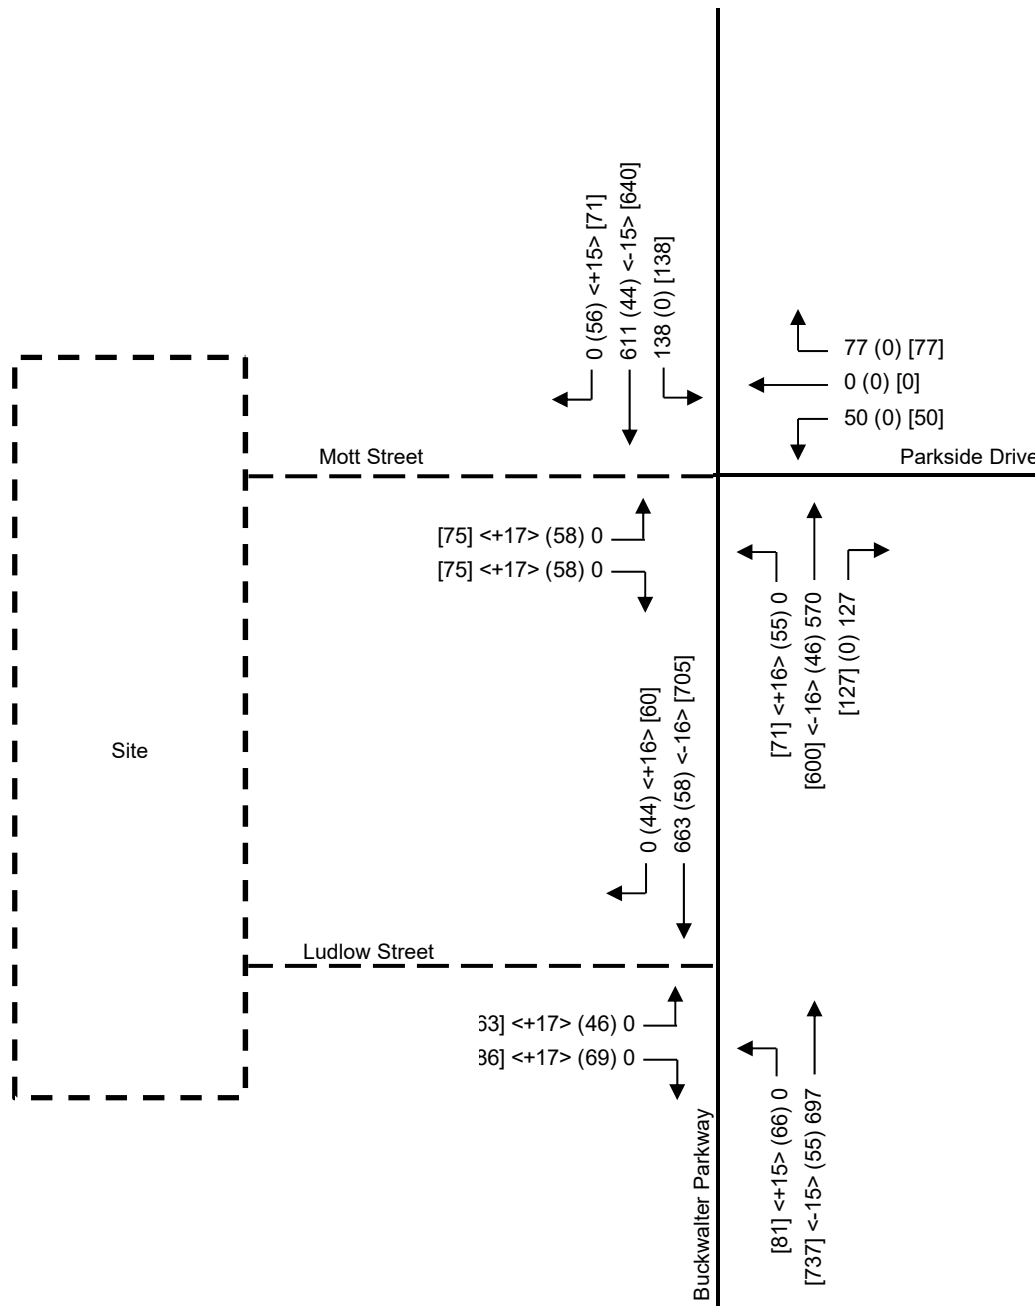 0 (56) <+15> [71]
611 (44) <-15> [640]
138 (0) [138]
77 (0) [77]
0 (0) [0]
50 (0) [50]
Mott Street
Parkside Drive
[75] <+17> (58) 0
[75] <+17> (58) 0
[71] <+16> (55) 0
[600] <-16> (46) 570
[127] (0) 127
0 (44) <+16> [60]
663 (58) <-16> [705]
Site
Ludlow Street
63] <+17> (46) 0
86] <+17> (69) 0
Buckwalter Parkway
[81] <+15> (66) 0
[737] <-15> (55) 697